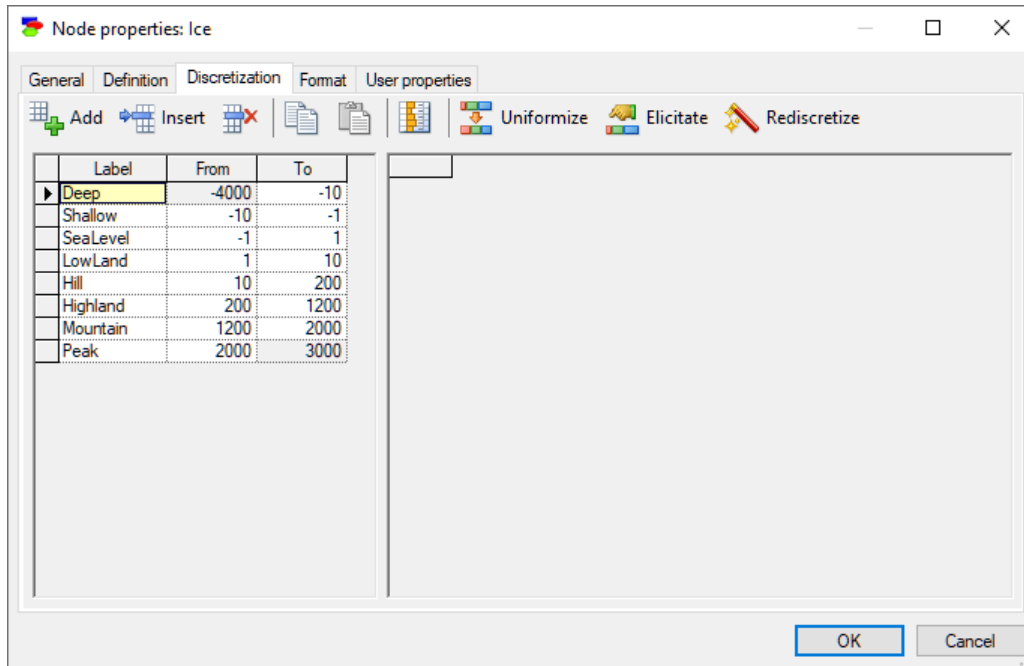 Node properties: Ice
General Definition Discretization Format User properties
Add Insert Uniformize Elicitate Rediscretize
Label From To
Deep -4000 -10
Shallow -10 -1
SeaLevel -1 1
LowLand 1 10
Hill 10 200
Highland 200 1200
Mountain 1200 2000
Peak 2000 3000
OK Cancel